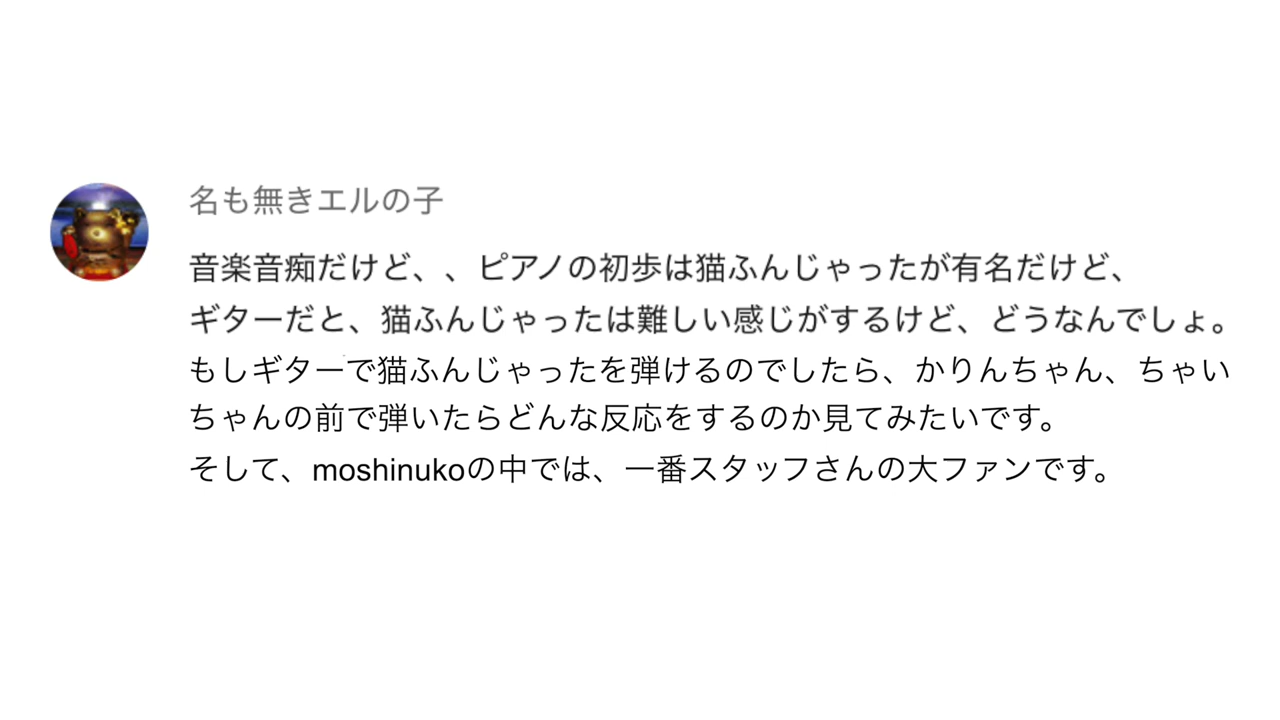 名も無きエルの子
音楽音痴だけど、、ピアノの初歩は猫ふんじゃったが有名だけど、
ギターだと、猫ふんじゃったは難しい感じがするけど、どうなんでしょ。
もしギターで猫ふんじゃったを弾けるのでしたら、かりんちゃん、ちゃい
ちゃんの前で弾いたらどんな反応をするのか見てみたいです。
そして、moshinukoの中では、一番スタッフさんの大ファンです。